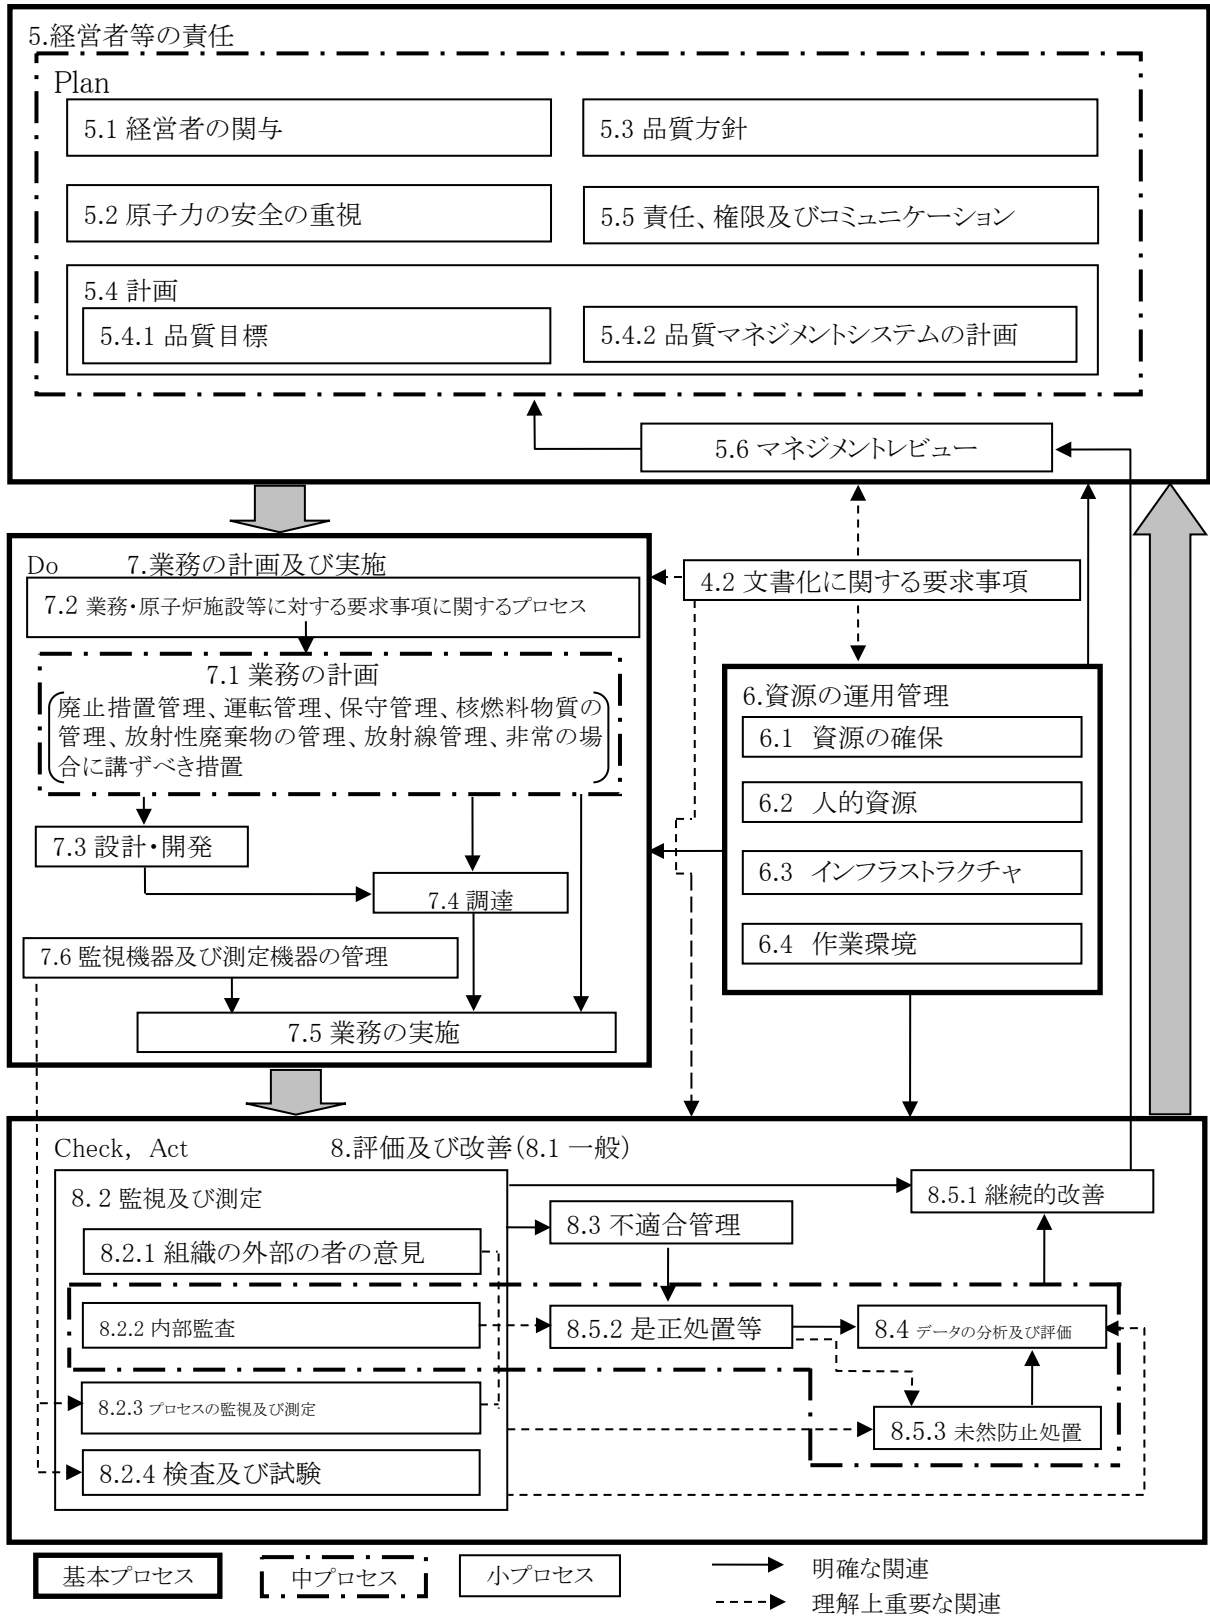 5.経営者等の責任
Plan
5.1 経営者の関与
5.3 品質方針
5.2 原子力の安全の重視
5.5 責任、権限及びコミュニケーション
5.4 計画
5.4.1 品質目標
5.4.2 品質マネジメントシステムの計画
5.6 マネジメントレビュー
Do 7.業務の計画及び実施
7.2 業務・原子炉施設等に対する要求事項に関するプロセス
4.2 文書化に関する要求事項
7.1 業務の計画
廃止措置管理、運転管理、保守管理、核燃料物質の
管理、放射性廃棄物の管理、放射線管理、非常の場
合に講ずべき措置
6.資源の運用管理
6.1 資源の確保
6.2 人的資源
6.3 インフラストラクチャ
6.4 作業環境
7.3 設計・開発
7.4 調達
7.6 監視機器及び測定機器の管理
7.5 業務の実施
Check, Act 8.評価及び改善(8.1 一般)
8.2 監視及び測定
8.5.1 継続的改善
8.3 不適合管理
8.2.1 組織の外部の者の意見
8.2.2 内部監査
8.5.2 是正処置等
8.4 データの分析及び評価
8.2.3 プロセスの監視及び測定
8.5.3 未然防止処置
8.2.4 検査及び試験
基本プロセス
中プロセス
小プロセス
明確な関連
理解上重要な関連